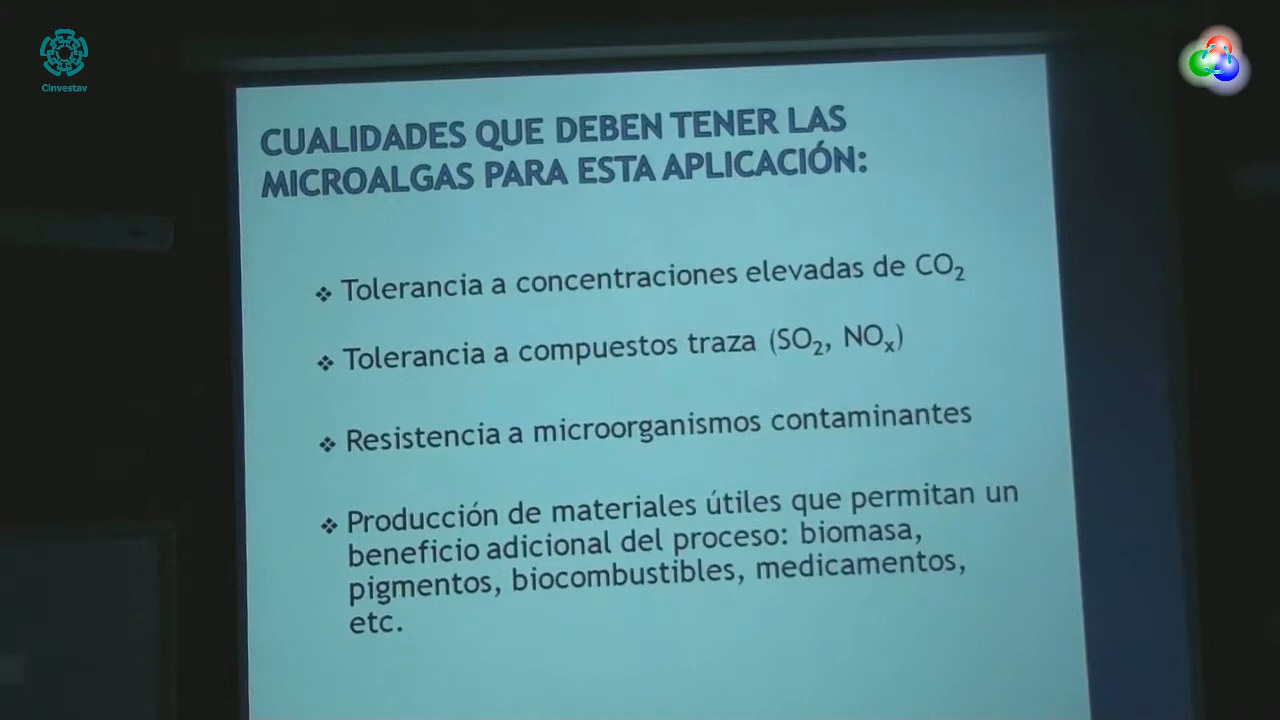 Cinvestav
CUALIDADES QUE DEBEN TENER LAS
MICROALGAS PARA ESTA APLICACIÓN:
❖ Tolerancia a concentraciones elevadas de CO₂
❖ Tolerancia a compuestos traza (SO₂, NOₓ)
❖ Resistencia a microorganismos contaminantes
❖ Producción de materiales útiles que permitan un
beneficio adicional del proceso: biomasa,
pigmentos, biocombustibles, medicamentos,
etc.